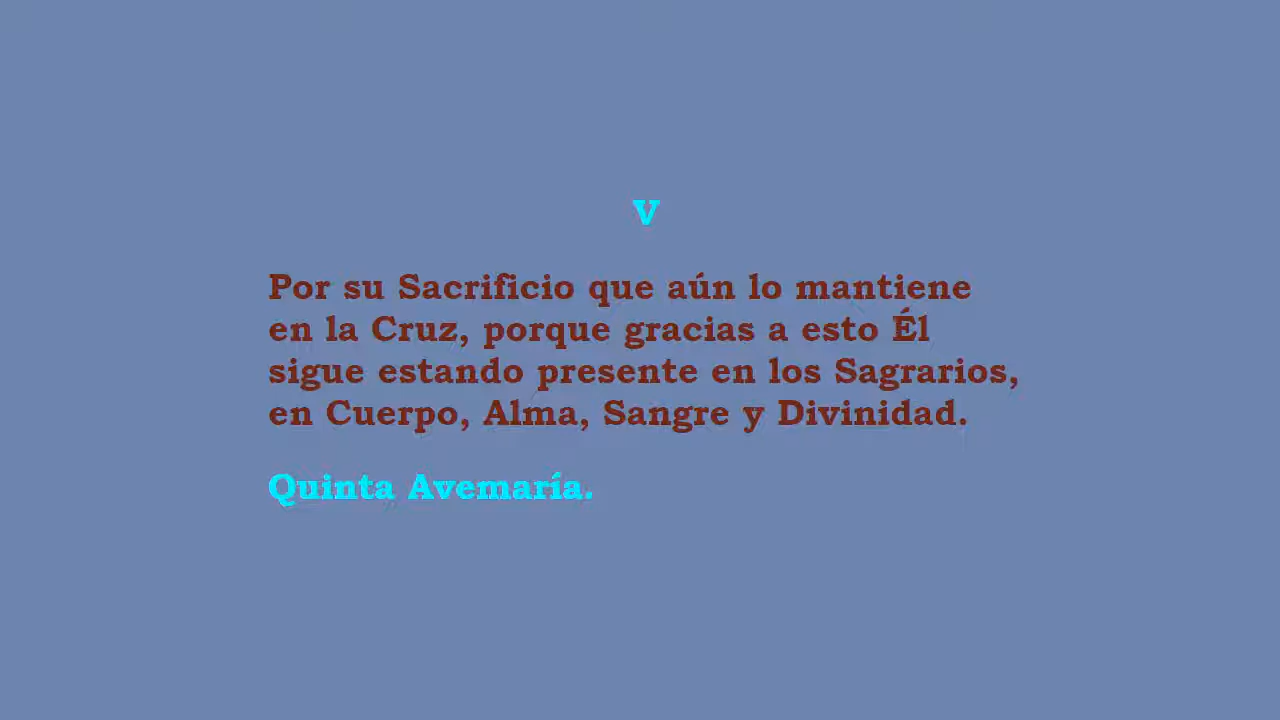 V
Por su Sacrificio que aún lo mantiene
en la Cruz, porque gracias a esto Él
sigue estando presente en los Sagrarios,
en Cuerpo, Alma, Sangre y Divinidad.
Quinta Avemaría.